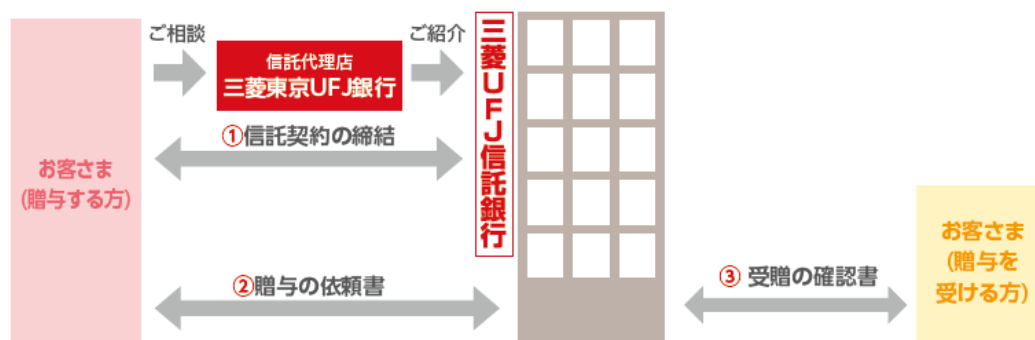 ご相談
信託代理店
三菱東京UFJ銀行
ご紹介
三菱UFJ信託銀行
①信託契約の締結
お客さま
(贈与する方)
②贈与の依頼書
③ 受贈の確認書
お客さま
(贈与を
受ける方)